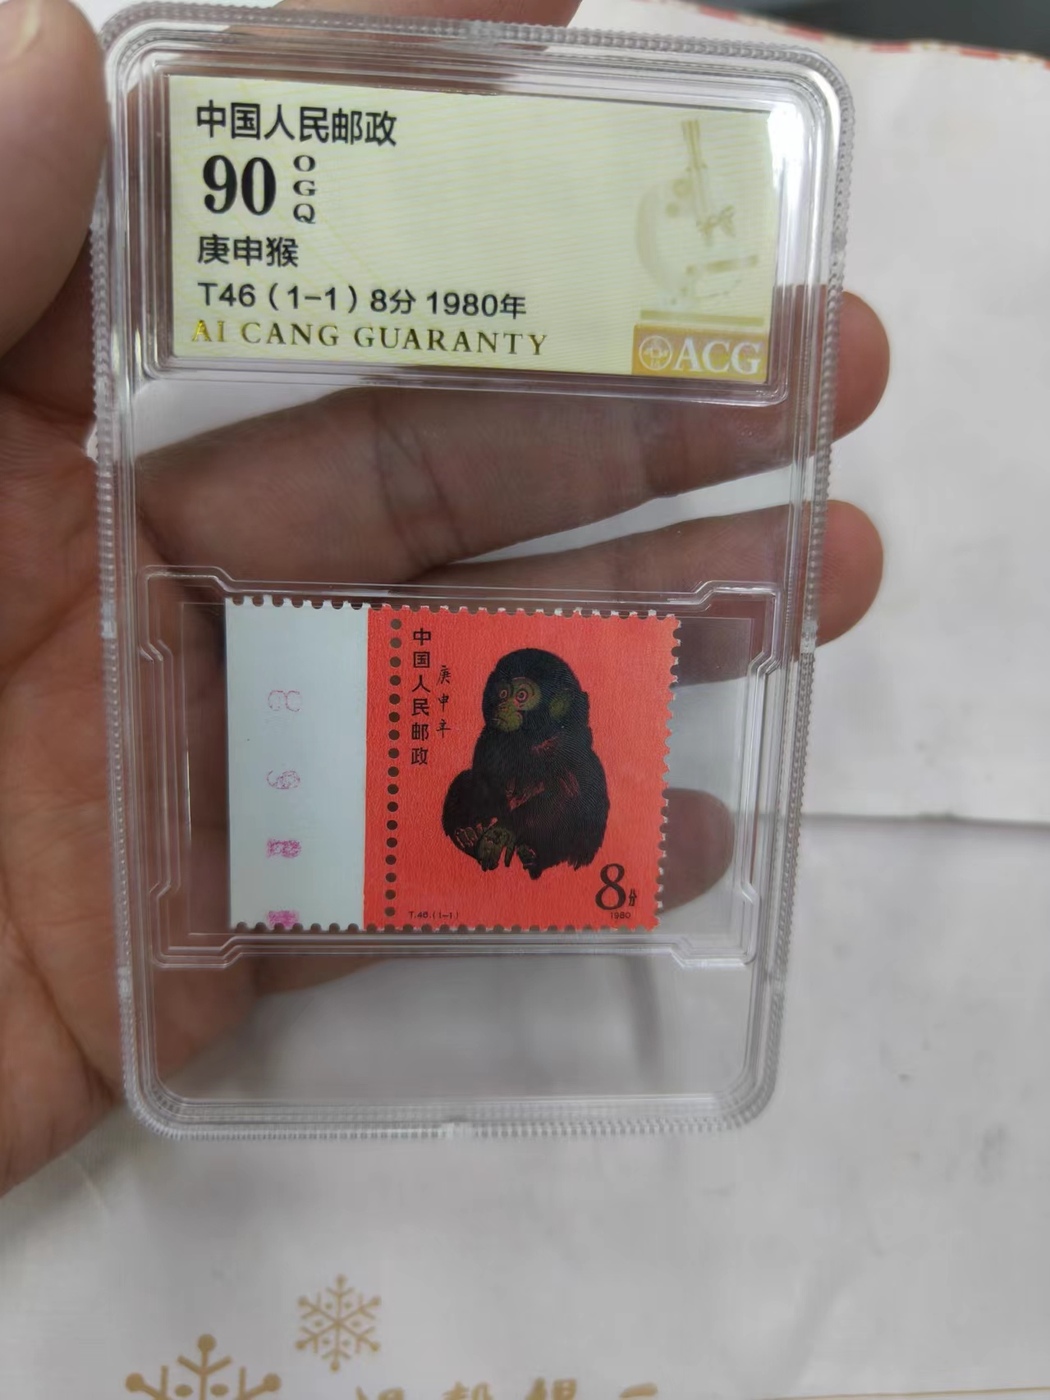 中国人民邮政
90
O
G
Q
庚申猴
T46（1-1）8分 1980年
AI CANG GUARANTY
ACG
中国人民邮政
庚申年
8分
T.46.(1-1)
1980